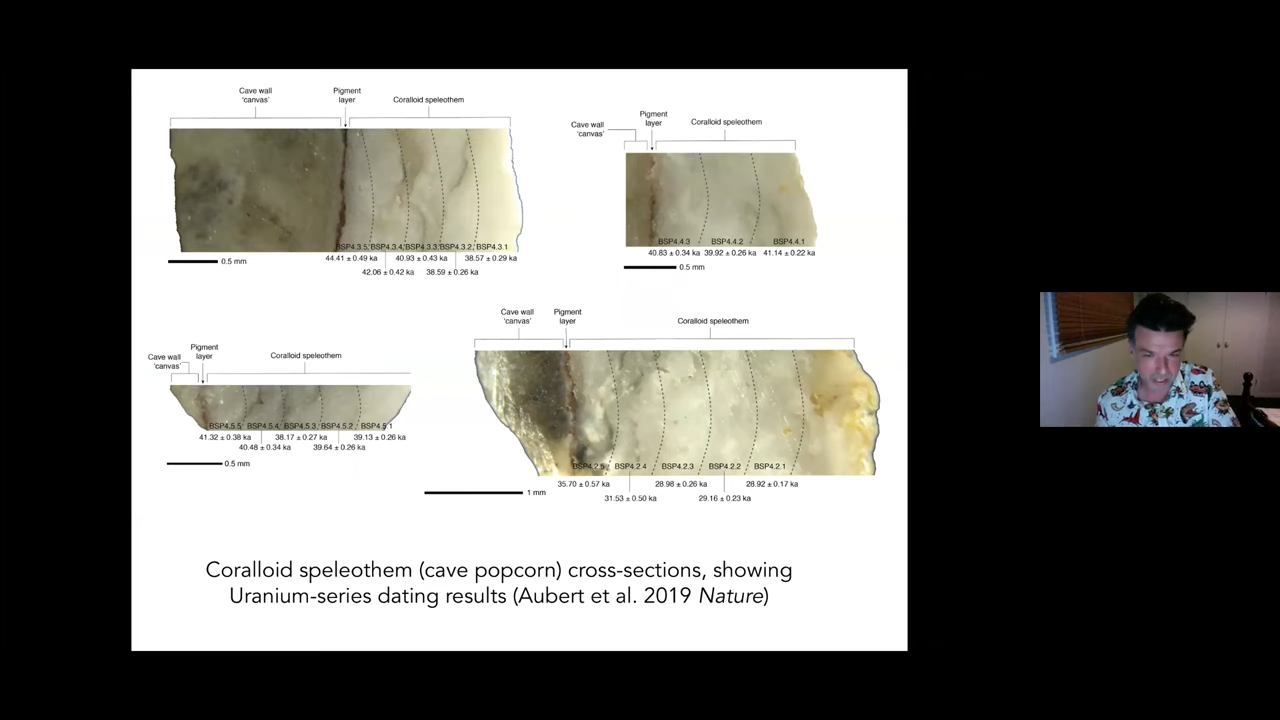 Cave wall
'canvas'
Pigment
layer
Coralloid speleothem
BSP4.3.5 BSP4.3.4 BSP4.3.3 BSP4.3.2 BSP4.3.1
44.41 ± 0.49 ka 40.93 ± 0.43 ka 38.57 ± 0.29 ka
42.06 ± 0.42 ka 38.59 ± 0.26 ka
0.5 mm
Cave wall
'canvas'
Pigment
layer
Coralloid speleothem
BSP4.4.3 BSP4.4.2 BSP4.4.1
40.83 ± 0.34 ka 39.92 ± 0.26 ka 41.14 ± 0.22 ka
0.5 mm
Cave wall
'canvas'
Pigment
layer
Coralloid speleothem
BSP4.5.5 BSP4.5.4 BSP4.5.3 BSP4.5.2 BSP4.5.1
41.32 ± 0.38 ka 38.17 ± 0.27 ka 39.13 ± 0.26 ka
40.48 ± 0.34 ka 39.64 ± 0.26 ka
0.5 mm
Cave wall
'canvas'
Pigment
layer
Coralloid speleothem
BSP4.2.5 BSP4.2.4 BSP4.2.3 BSP4.2.2 BSP4.2.1
35.70 ± 0.57 ka 28.98 ± 0.26 ka 28.92 ± 0.17 ka
31.53 ± 0.50 ka 29.16 ± 0.23 ka
1 mm
Coralloid speleothem (cave popcorn) cross-sections, showing
Uranium-series dating results (Aubert et al. 2019 Nature)